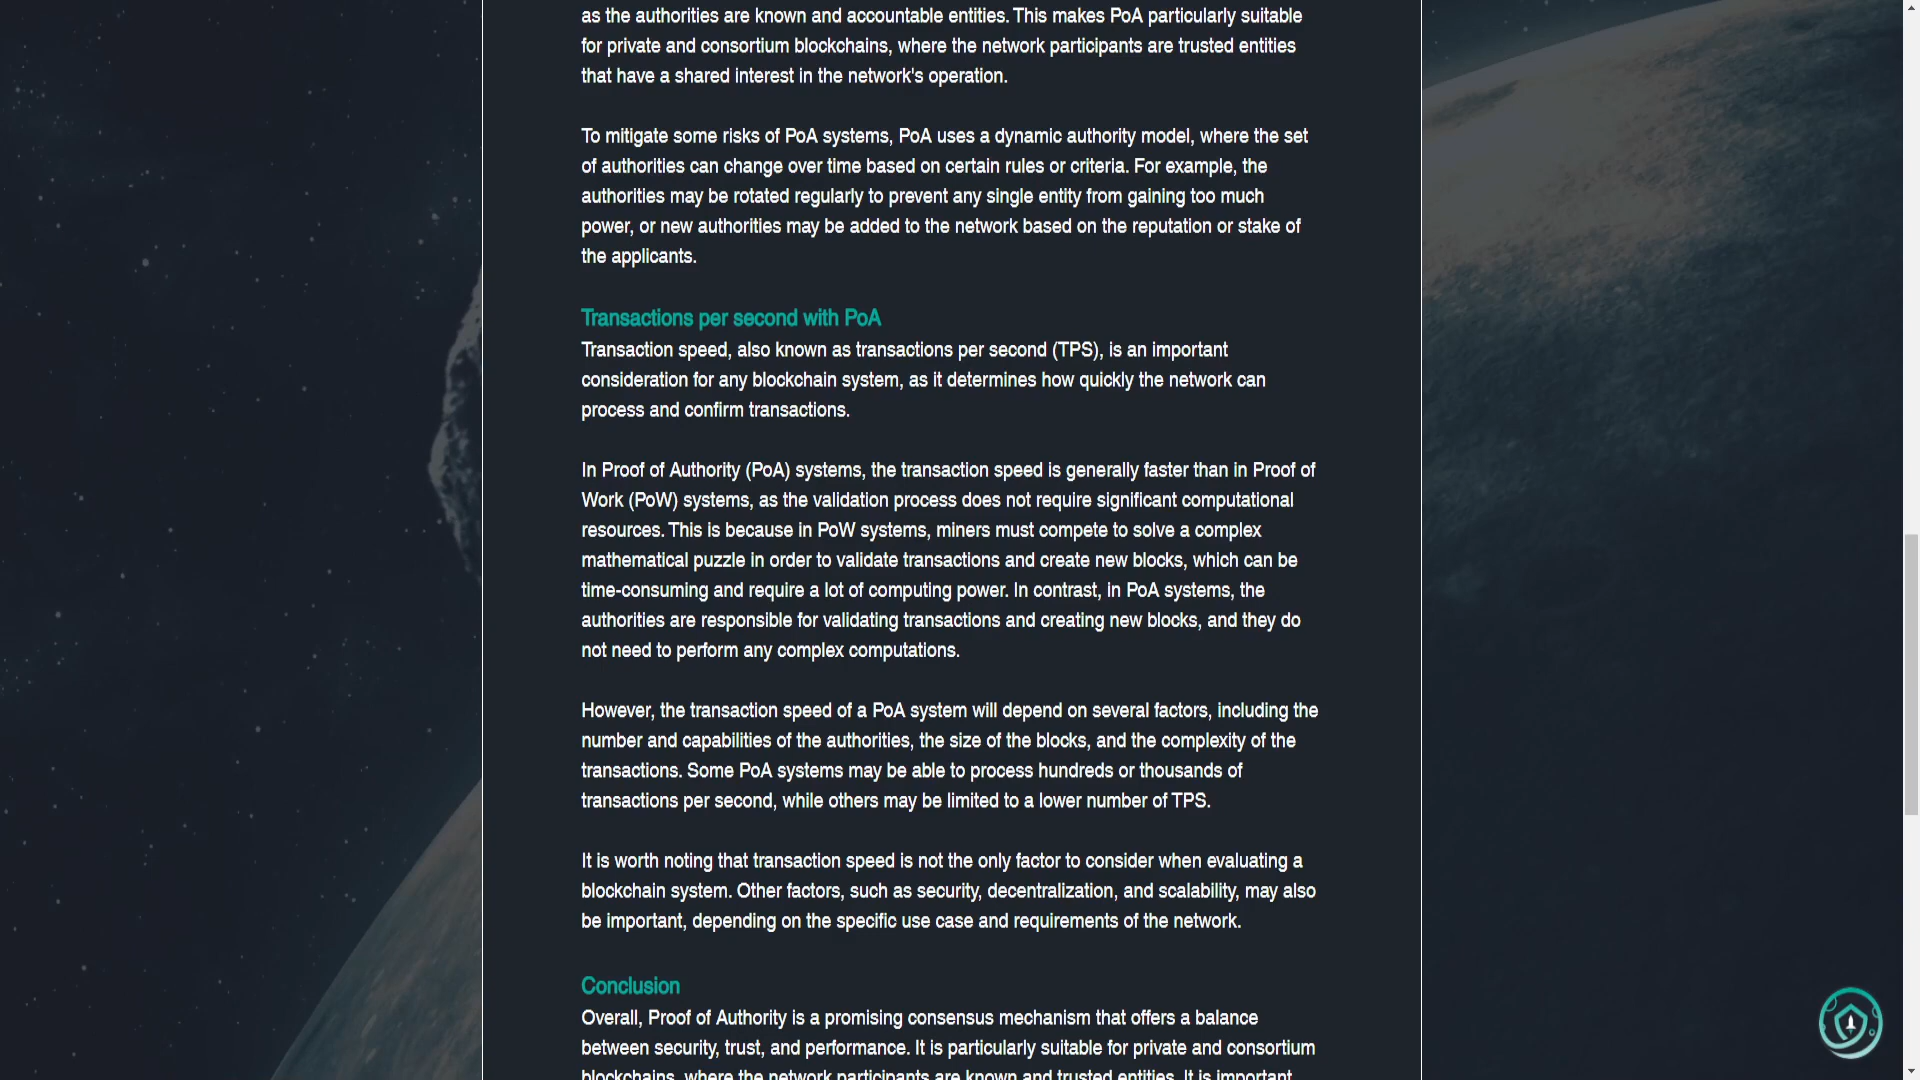 as the authorities are known and accountable entities. This makes PoA particularly suitable
for private and consortium blockchains, where the network participants are trusted entities
that have a shared interest in the network's operation.
To mitigate some risks of PoA systems, PoA uses a dynamic authority model, where the set
of authorities can change over time based on certain rules or criteria. For example, the
authorities may be rotated regularly to prevent any single entity from gaining too much
power, or new authorities may be added to the network based on the reputation or stake of
the applicants.
Transactions per second with PoA
Transaction speed, also known as transactions per second (TPS), is an important
consideration for any blockchain system, as it determines how quickly the network can
process and confirm transactions.
In Proof of Authority (PoA) systems, the transaction speed is generally faster than in Proof of
Work (PoW) systems, as the validation process does not require significant computational
resources. This is because in PoW systems, miners must compete to solve a complex
mathematical puzzle in order to validate transactions and create new blocks, which can be
time-consuming and require a lot of computing power. In contrast, in PoA systems, the
authorities are responsible for validating transactions and creating new blocks, and they do
not need to perform any complex computations.
However, the transaction speed of a PoA system will depend on several factors, including the
number and capabilities of the authorities, the size of the blocks, and the complexity of the
transactions. Some PoA systems may be able to process hundreds or thousands of
transactions per second, while others may be limited to a lower number of TPS.
It is worth noting that transaction speed is not the only factor to consider when evaluating a
blockchain system. Other factors, such as security, decentralization, and scalability, may also
be important, depending on the specific use case and requirements of the network.
Conclusion
Overall, Proof of Authority is a promising consensus mechanism that offers a balance
between security, trust, and performance. It is particularly suitable for private and consortium
blockchains, where the network participants are known and trusted entities. It is important